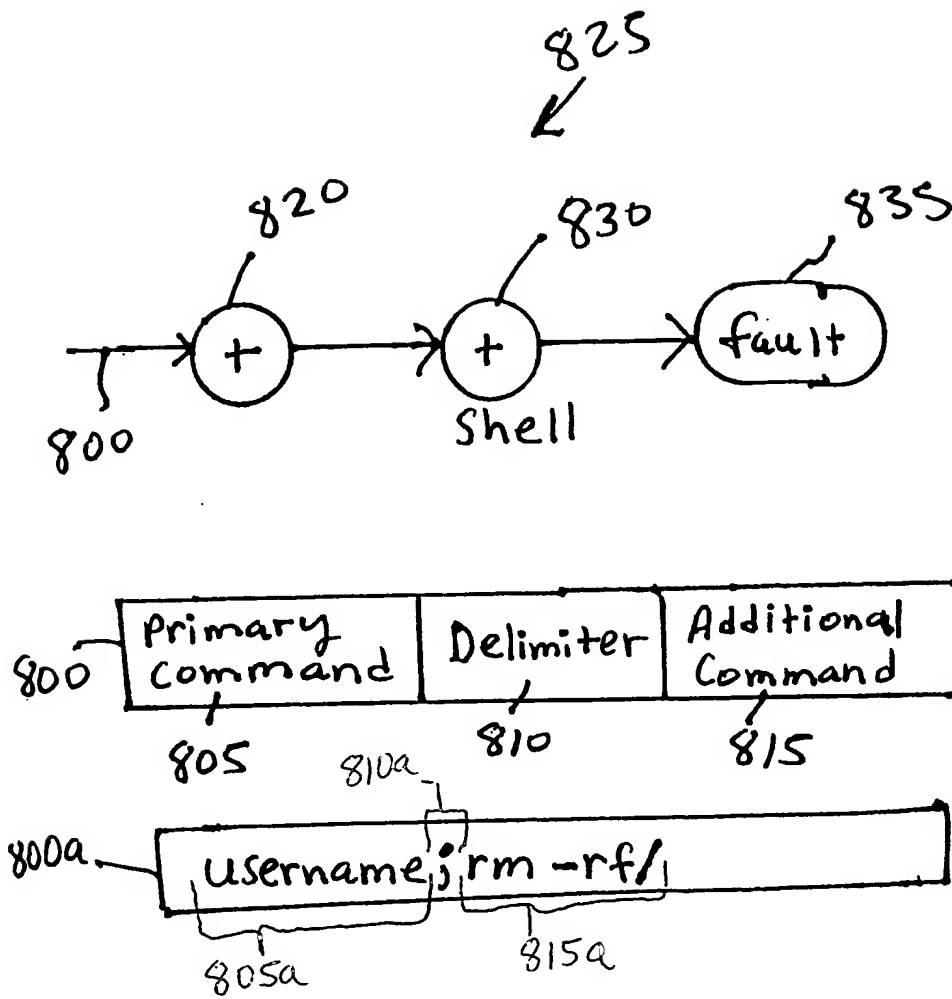 825
820
830
835
+
+
fault
800
Shell
Primary command
Delimiter
Additional Command
800
805
810
815
810a
800a
username;rm -rf/
805a
815a